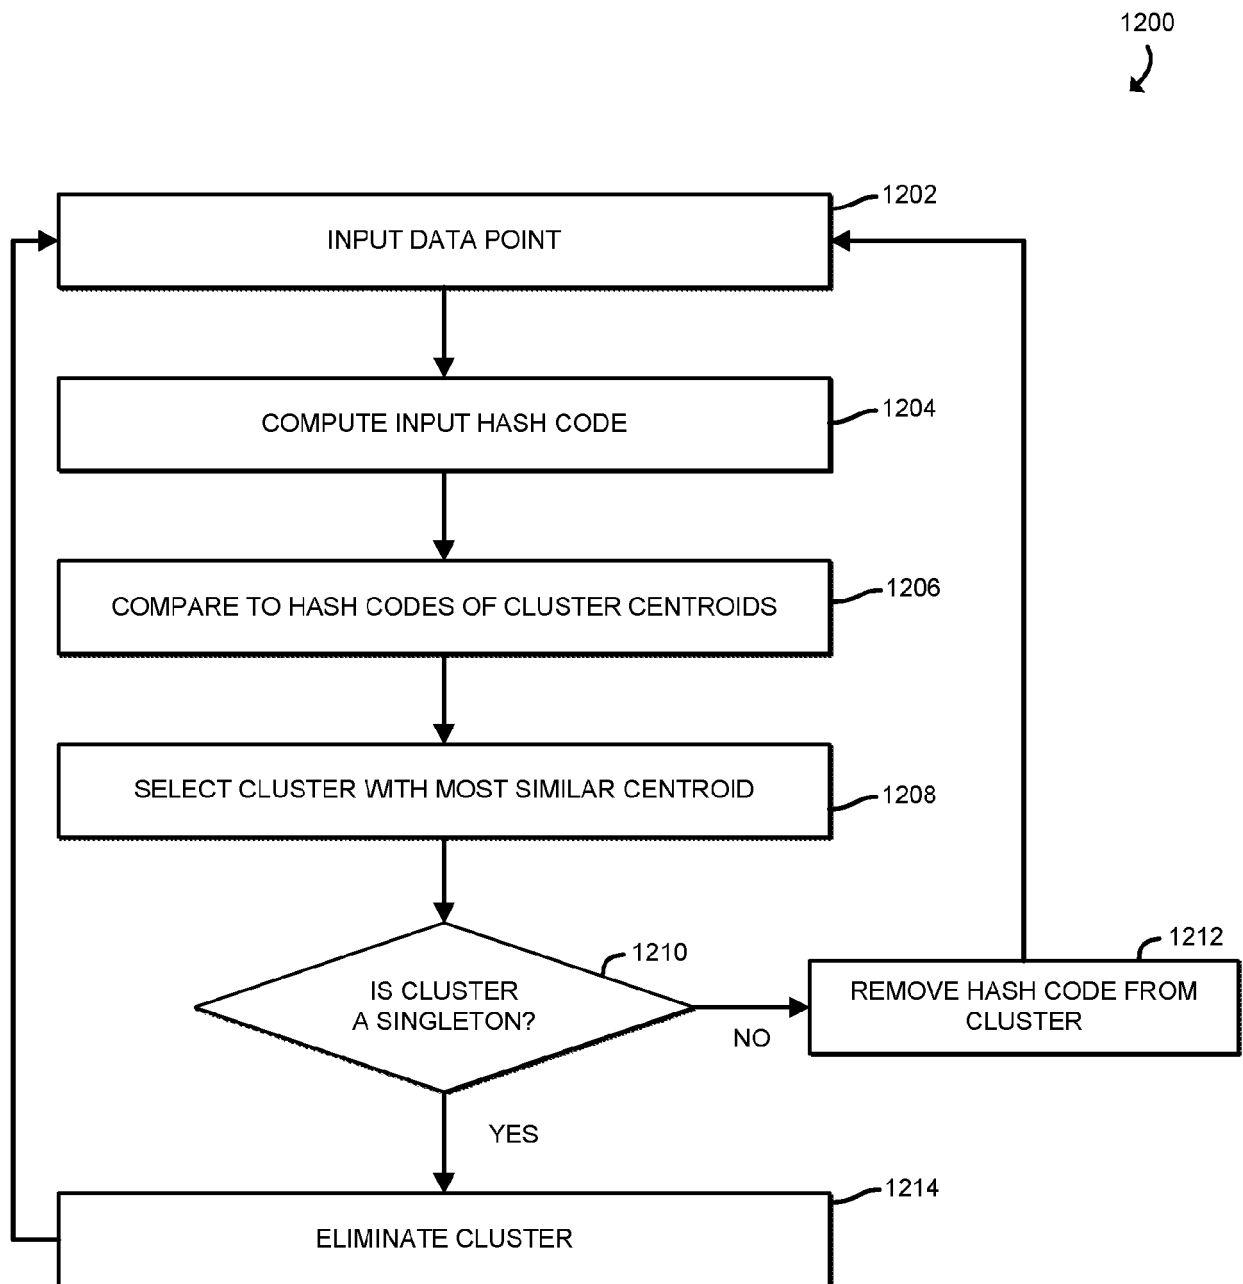 1200
1202
INPUT DATA POINT
1204
COMPUTE INPUT HASH CODE
1206
COMPARE TO HASH CODES OF CLUSTER CENTROIDS
SELECT CLUSTER WITH MOST SIMILAR CENTROID
1208
1210
IS CLUSTER
A SINGLETON?
NO
1212
REMOVE HASH CODE FROM
CLUSTER
YES
1214
ELIMINATE CLUSTER